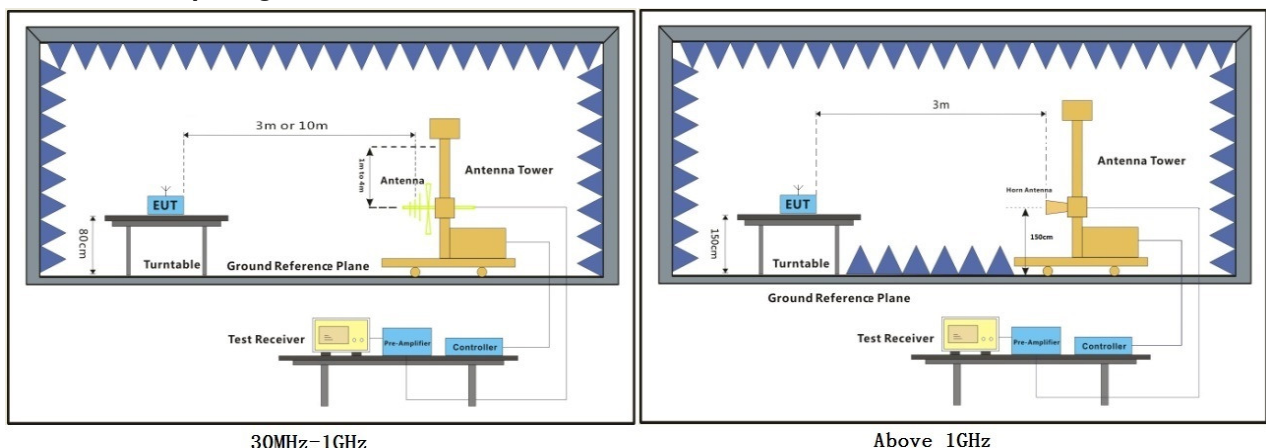 3m or 10m
1m to 4m
Antenna
Antenna Tower
EUT
80cm
Turntable
Ground Reference Plane
Test Receiver
Pre-Amplifier
Controller
30MHz-1GHz
3m
Antenna Tower
Horn Antenna
EUT
150cm
150cm
Turntable
Ground Reference Plane
Test Receiver
Pre-Amplifier
Controller
Above 1GHz